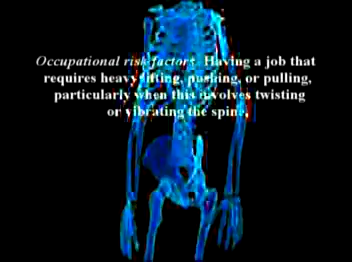 Occupational risk factors. Having a job that
requires heavy lifting, pushing, or pulling,
particularly when this involves twisting
or vibrating the spine,